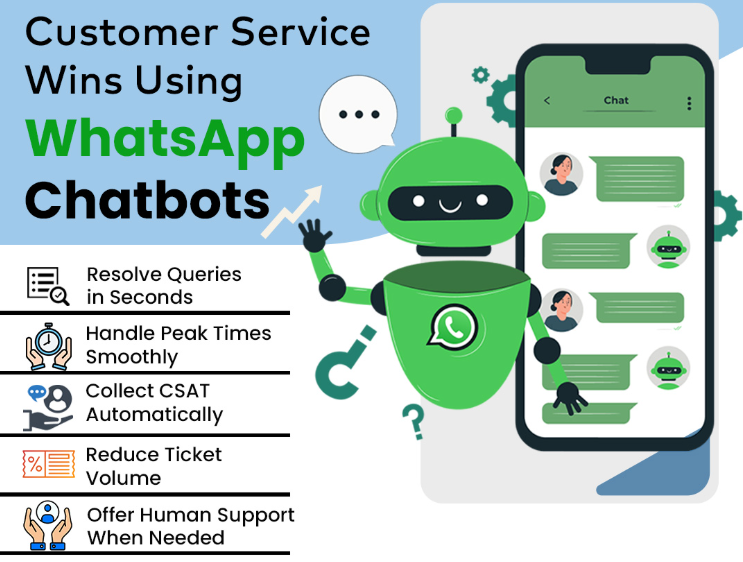 Customer Service
Wins Using
WhatsApp
Chatbots
Resolve Queries
in Seconds
Handle Peak Times
Smoothly
Collect CSAT
Automatically
Reduce Ticket
Volume
Offer Human Support
When Needed
Chat